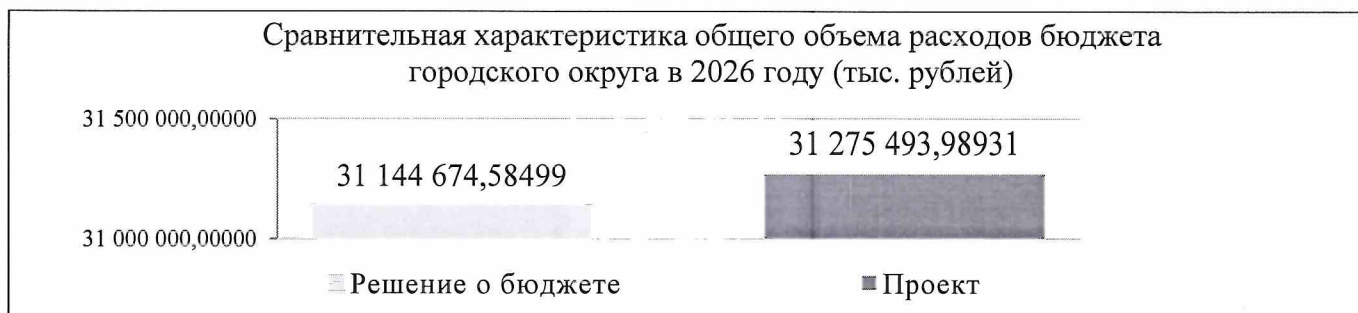 Сравнительная характеристика общего объема расходов бюджета
городского округа в 2026 году (тыс. рублей)
31 500 000,00000
31 275 493,98931
31 144 674,58499
31 000 000,00000
Решение о бюджете
Проект